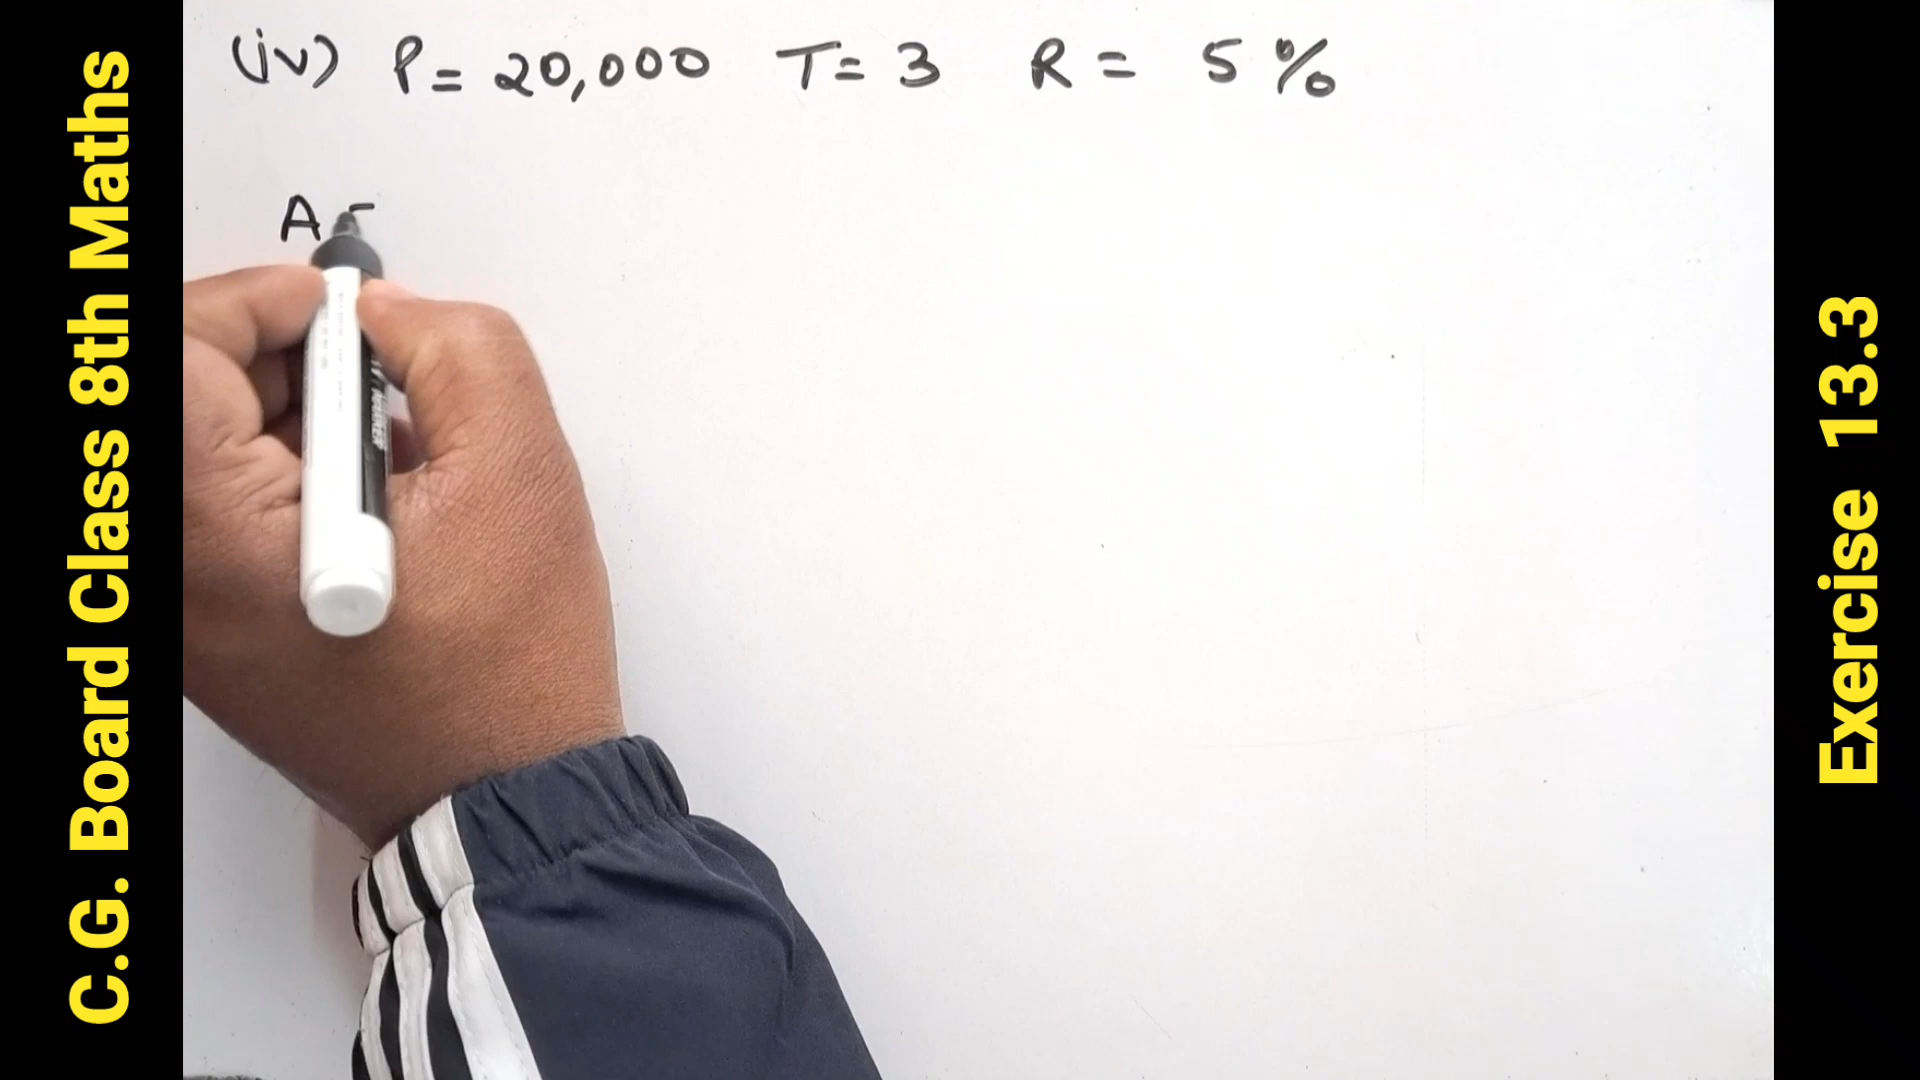 C.G. Board Class 8th Maths
(iv) P = 20,000 T = 3 R = 5 %
A =
Exercise 13.3